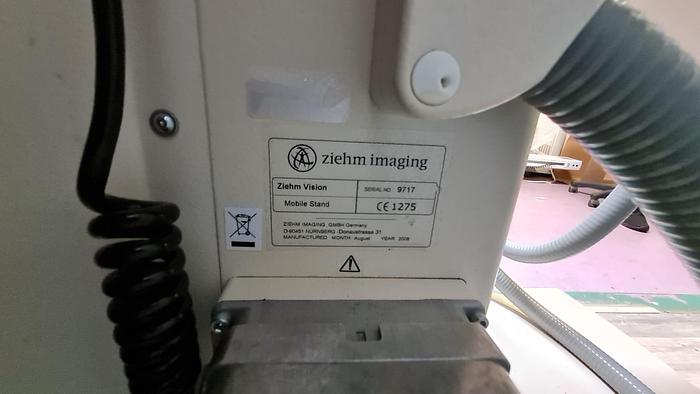 ziehm imaging
Ziehm Vision SERIAL NO. 9717
Mobile Stand CE 1275
ZIEHM IMAGING GMBH Germany
D-90451 NÜRNBERG -Donaustrasse 31
MANUFACTURED MONTH August YEAR 2008